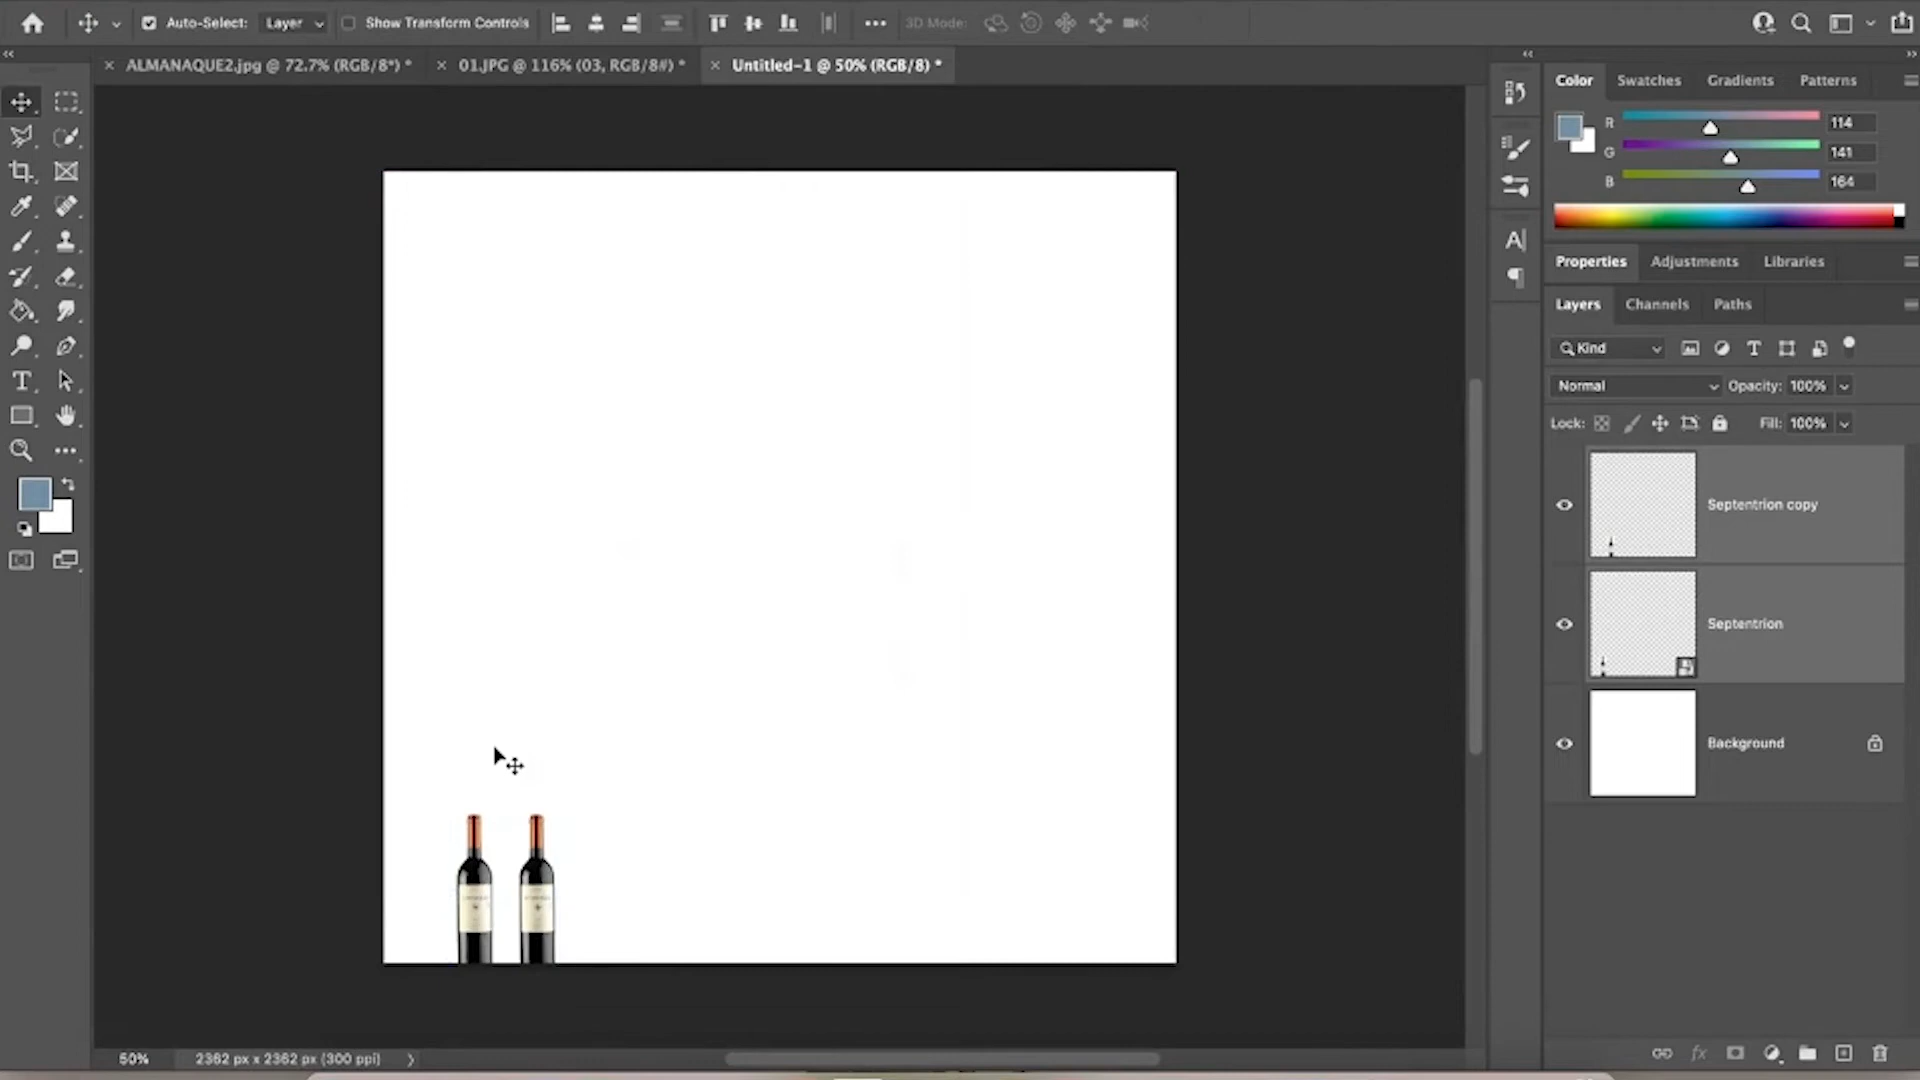 Auto-Select: Layer Show Transform Controls 3D Mode:
ALMANAQUE2.jpg @ 72.7% (RGB/8*) * 01.JPG @ 116% (03, RGB/8#) * Untitled-1 @ 50% (RGB/8) *
Color Swatches Gradients Patterns
R 114
G 141
B 164
Properties Adjustments Libraries
Layers Channels Paths
Kind
Normal Opacity: 100%
Lock: Fill: 100%
Septentrion copy
Septentrion
Background
50% 2362 px x 2362 px (300 ppi)